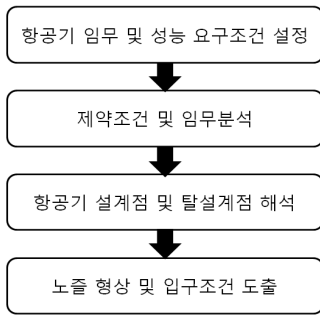 항공기 임무 및 성능 요구조건 설정
제약조건 및 임무분석
항공기 설계점 및 탈설계점 해석
노즐 형상 및 입구조건 도출